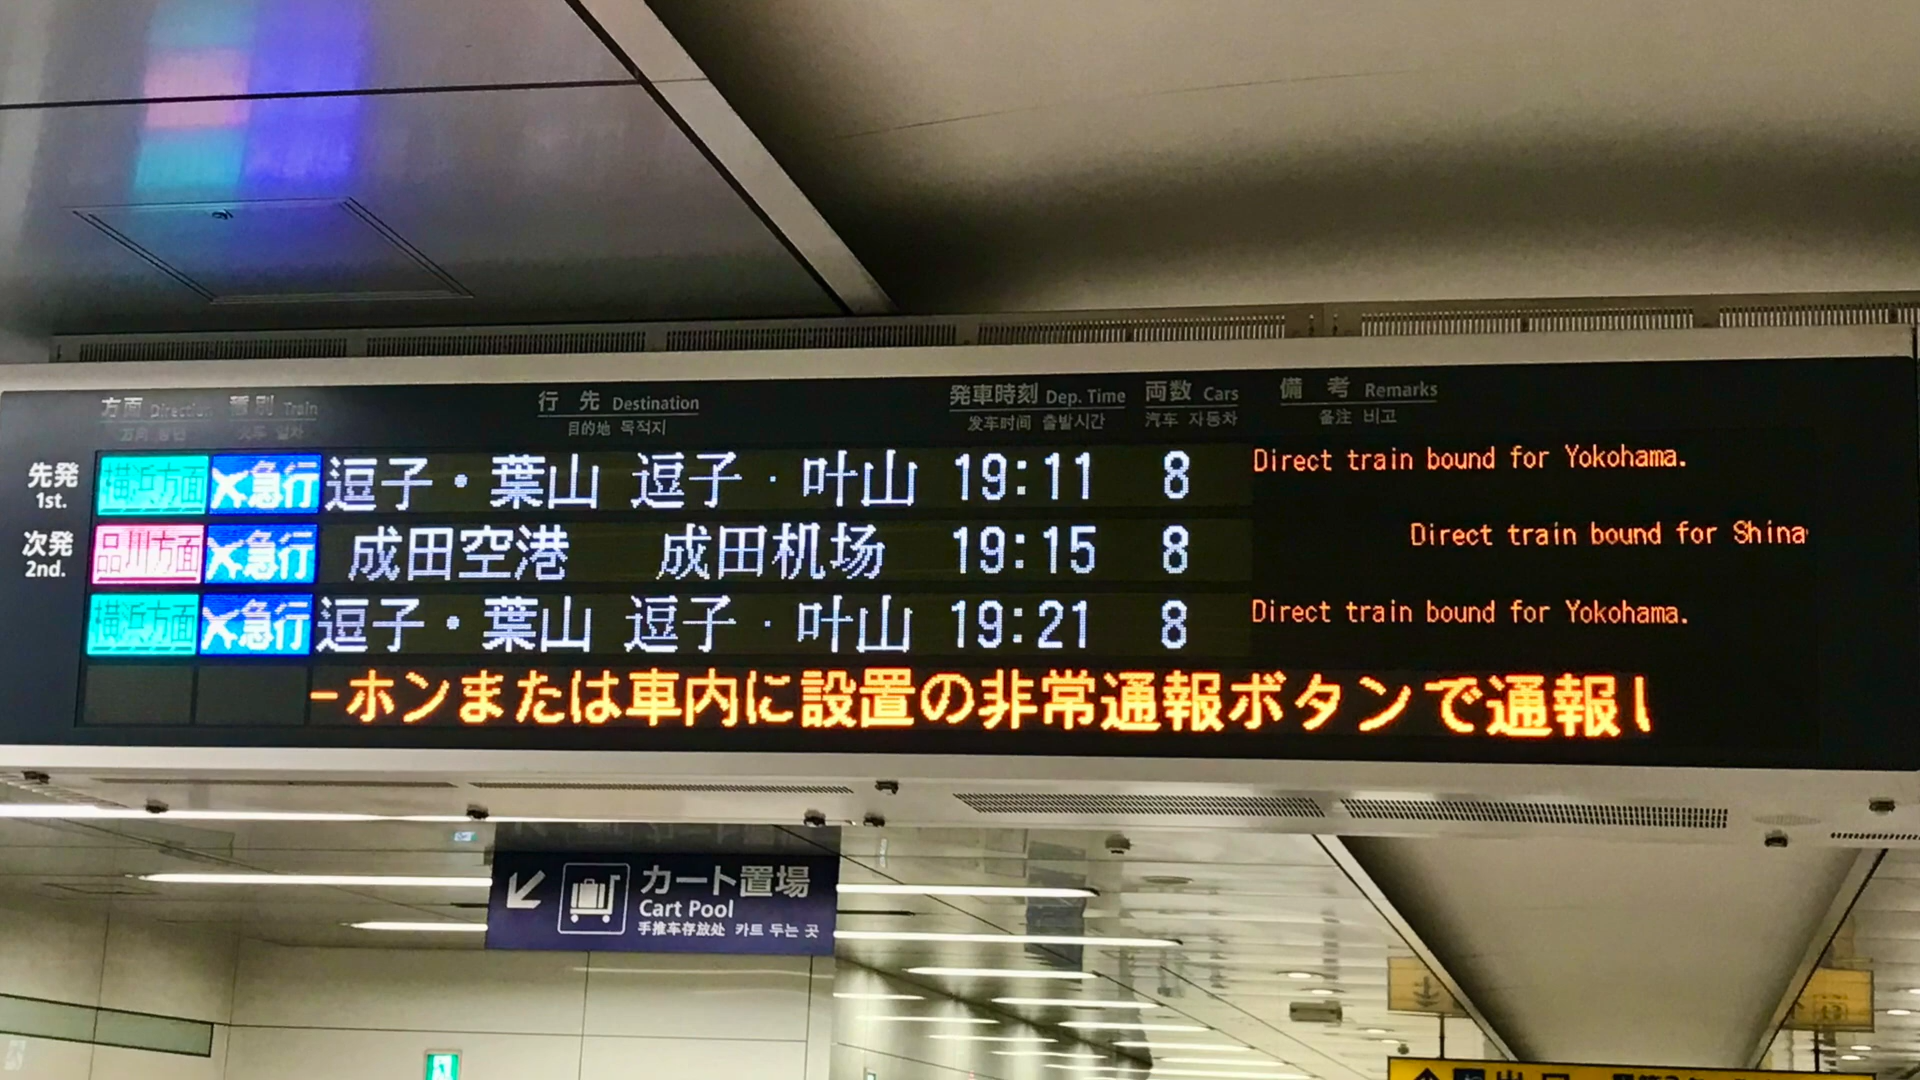 方面 Direction 種別 Train 行先 Destination 発車時刻 Dep. Time 両数 Cars 備考 Remarks
目的地 목적지 发车时间 출발시간 汽车 자동차 备注 비고
先発 横浜方面 急行 逗子・葉山 逗子·叶山 19:11 8 Direct train bound for Yokohama.
1st.
次発 品川方面 急行 成田空港 成田机场 19:15 8 Direct train bound for Shina
2nd.
横浜方面 急行 逗子・葉山 逗子·叶山 19:21 8 Direct train bound for Yokohama.
ーホンまたは車内に設置の非常通報ボタンで通報し
カート置場
Cart Pool
手推车存放处 카트 두는 곳